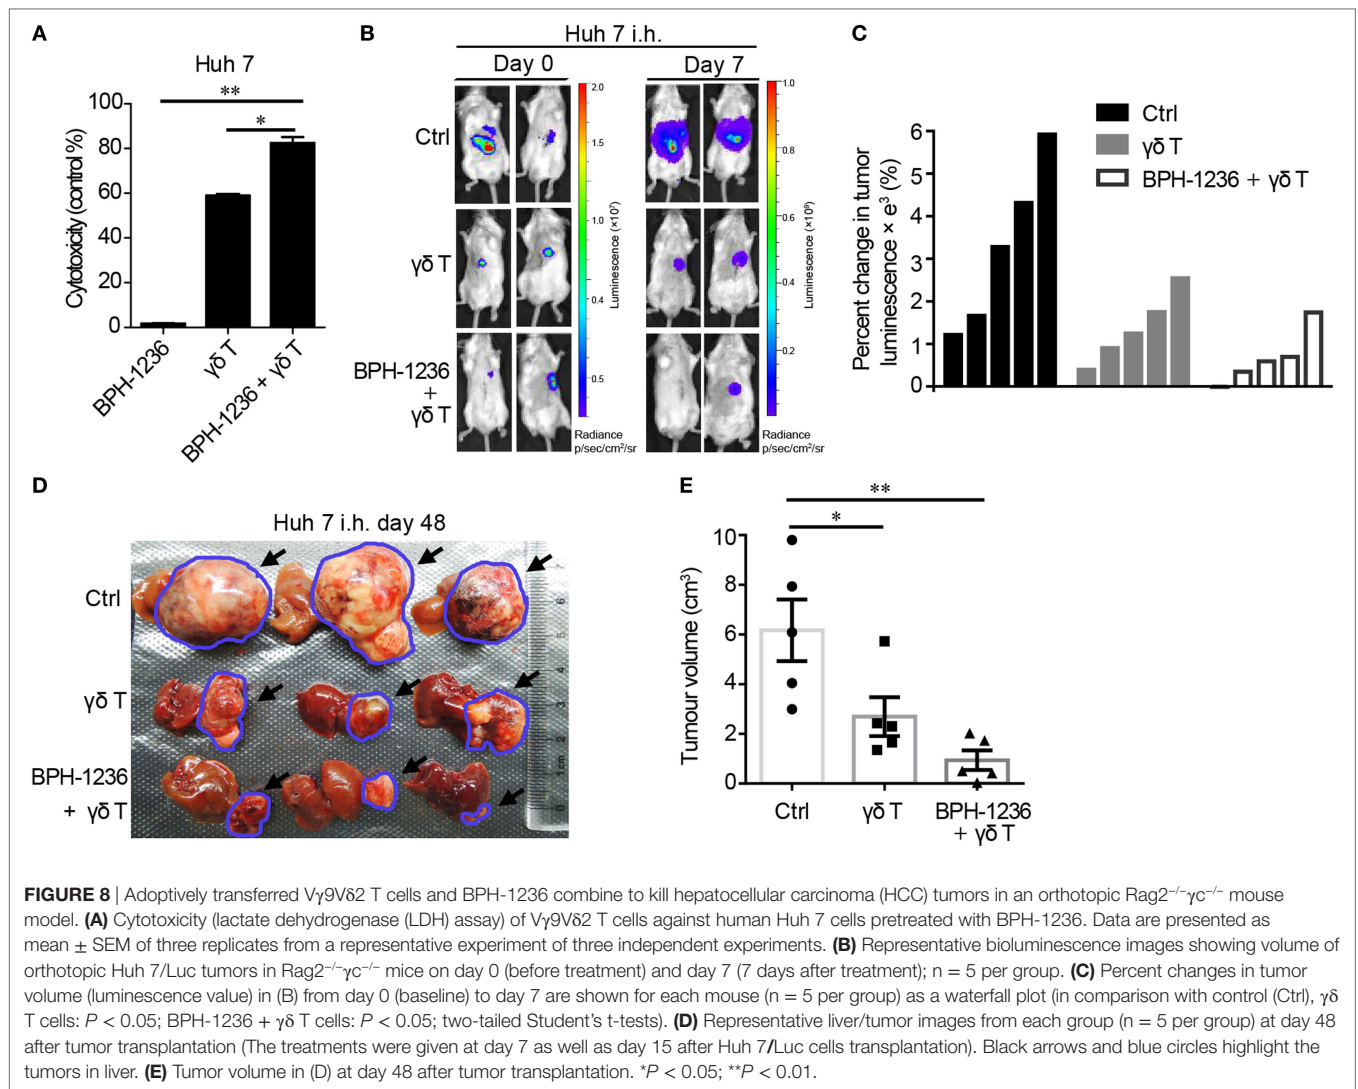 A
Huh 7
**
*
Cytotoxicity (control %)
100
80
60
40
20
0
BPH-1236
γδ T
BPH-1236 + γδ T
B
Huh 7 i.h.
Day 0
Day 7
Ctrl
γδ T
BPH-1236
+
γδ T
2.0
1.5
1.0
0.4
0.5
Luminescence (×10⁷)
Radiance
p/sec/cm²/sr
1.0
0.8
0.6
0.4
0.2
Luminescence (×10⁹)
Radiance
p/sec/cm²/sr
C
Ctrl
γδ T
BPH-1236 + γδ T
Percent change in tumor
luminescence × e³ (%)
6
5
4
3
2
1
0
D
Huh 7 i.h. day 48
Ctrl
γδ T
BPH-1236
+ γδ T
7
6
5
4
3
2
1cm
0
E
**
*
Tumour volume (cm³)
10
8
6
4
2
0
Ctrl
γδ T
BPH-1236
+ γδ T
FIGURE 8 | Adoptively transferred Vγ9Vδ2 T cells and BPH-1236 combine to kill hepatocellular carcinoma (HCC) tumors in an orthotopic Rag2⁻/⁻γc⁻/⁻ mouse
model. (A) Cytotoxicity (lactate dehydrogenase (LDH) assay) of Vγ9Vδ2 T cells against human Huh 7 cells pretreated with BPH-1236. Data are presented as
mean ± SEM of three replicates from a representative experiment of three independent experiments. (B) Representative bioluminescence images showing volume of
orthotopic Huh 7/Luc tumors in Rag2⁻/⁻γc⁻/⁻ mice on day 0 (before treatment) and day 7 (7 days after treatment); n = 5 per group. (C) Percent changes in tumor
volume (luminescence value) in (B) from day 0 (baseline) to day 7 are shown for each mouse (n = 5 per group) as a waterfall plot (in comparison with control (Ctrl), γδ
T cells: P < 0.05; BPH-1236 + γδ T cells: P < 0.05; two-tailed Student's t-tests). (D) Representative liver/tumor images from each group (n = 5 per group) at day 48
after tumor transplantation (The treatments were given at day 7 as well as day 15 after Huh 7/Luc cells transplantation). Black arrows and blue circles highlight the
tumors in liver. (E) Tumor volume in (D) at day 48 after tumor transplantation. *P < 0.05; **P < 0.01.